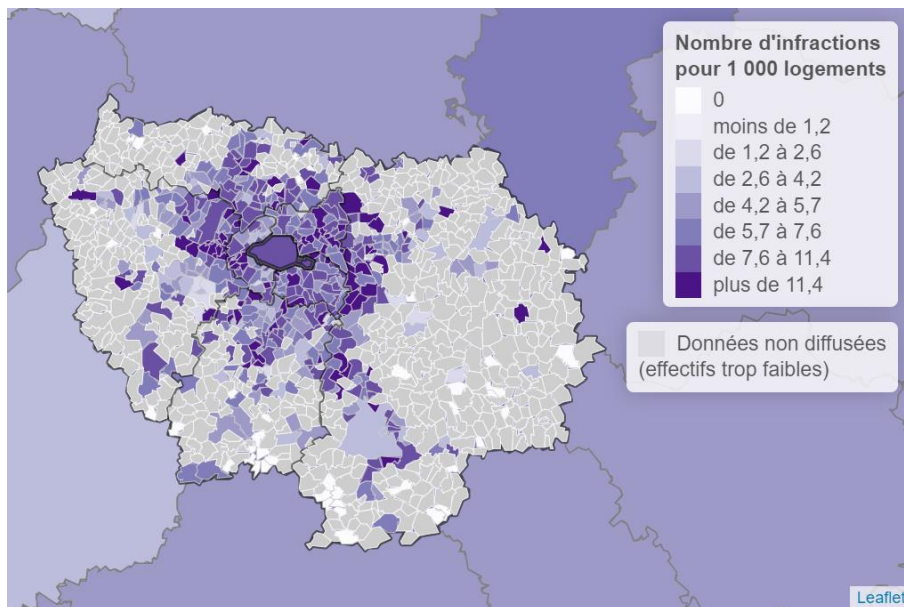 Nombre d'infractions
pour 1 000 logements
0
moins de 1,2
de 1,2 à 2,6
de 2,6 à 4,2
de 4,2 à 5,7
de 5,7 à 7,6
de 7,6 à 11,4
plus de 11,4
Données non diffusées
(effectifs trop faibles)
Leaflet